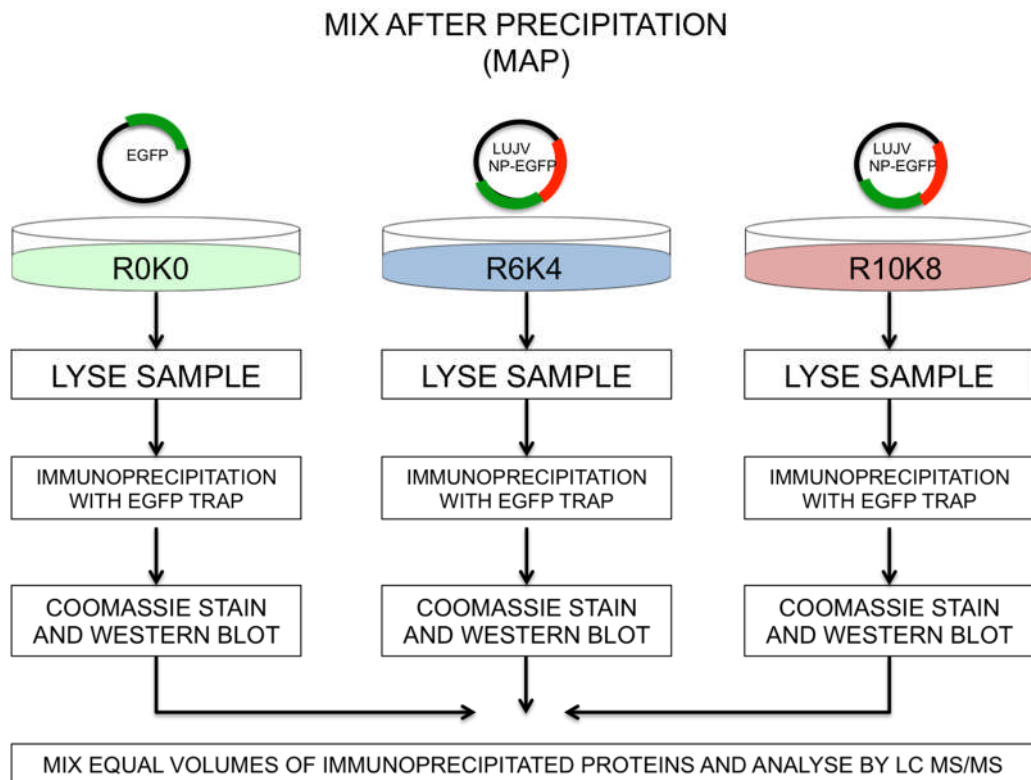 MIX AFTER PRECIPITATION
(MAP)
EGFP
LUJV
NP-EGFP
LUJV
NP-EGFP
R0K0
R6K4
R10K8
LYSE SAMPLE
LYSE SAMPLE
LYSE SAMPLE
IMMUNOPRECIPITATION
WITH EGFP TRAP
IMMUNOPRECIPITATION
WITH EGFP TRAP
IMMUNOPRECIPITATION
WITH EGFP TRAP
COOMASSIE STAIN
AND WESTERN BLOT
COOMASSIE STAIN
AND WESTERN BLOT
COOMASSIE STAIN
AND WESTERN BLOT
MIX EQUAL VOLUMES OF IMMUNOPRECIPITATED PROTEINS AND ANALYSE BY LC MS/MS